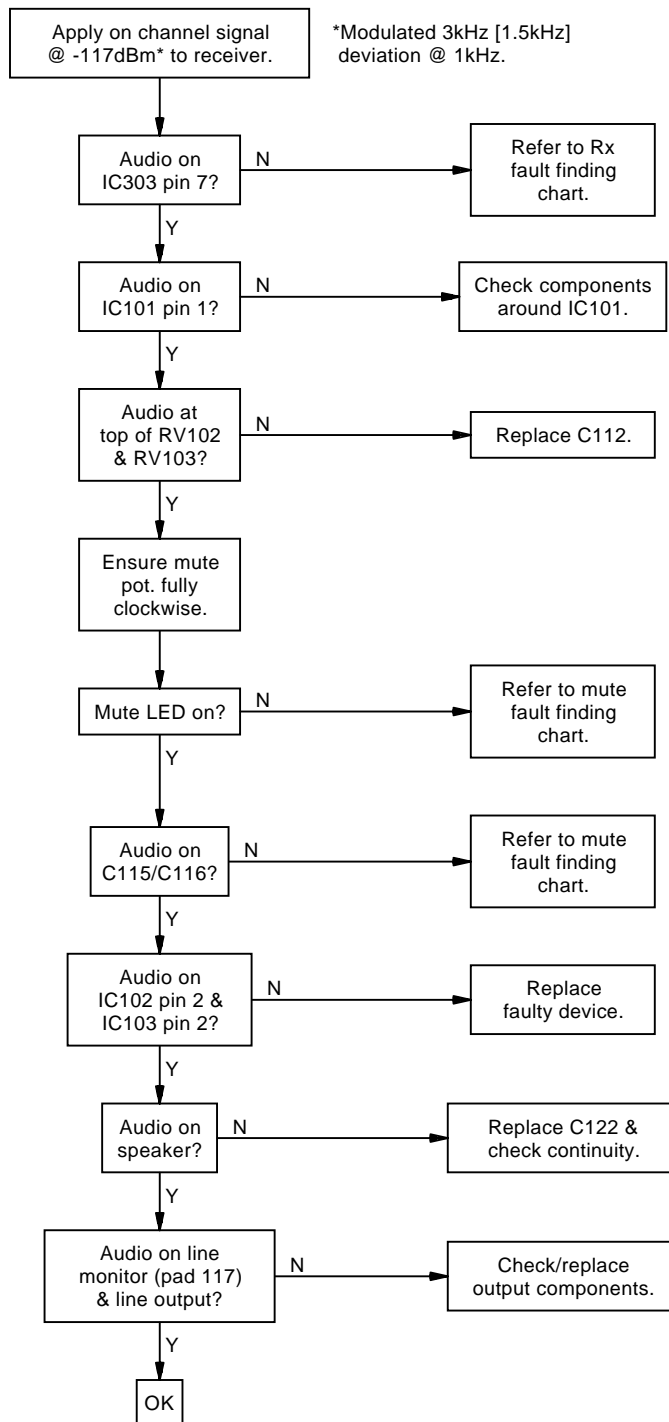 Apply on channel signal
@ -117dBm* to receiver.
*Modulated 3kHz [1.5kHz]
deviation @ 1kHz.
Audio on
IC303 pin 7?
N
Refer to Rx
fault finding
chart.
Y
Audio on
IC101 pin 1?
N
Check components
around IC101.
Y
Audio at
top of RV102
& RV103?
N
Replace C112.
Y
Ensure mute
pot. fully
clockwise.
Mute LED on?
N
Refer to mute
fault finding
chart.
Y
Audio on
C115/C116?
N
Refer to mute
fault finding
chart.
Y
Audio on
IC102 pin 2 &
IC103 pin 2?
N
Replace
faulty device.
Y
Audio on
speaker?
N
Replace C122 &
check continuity.
Y
Audio on line
monitor (pad 117)
& line output?
N
Check/replace
output components.
Y
OK